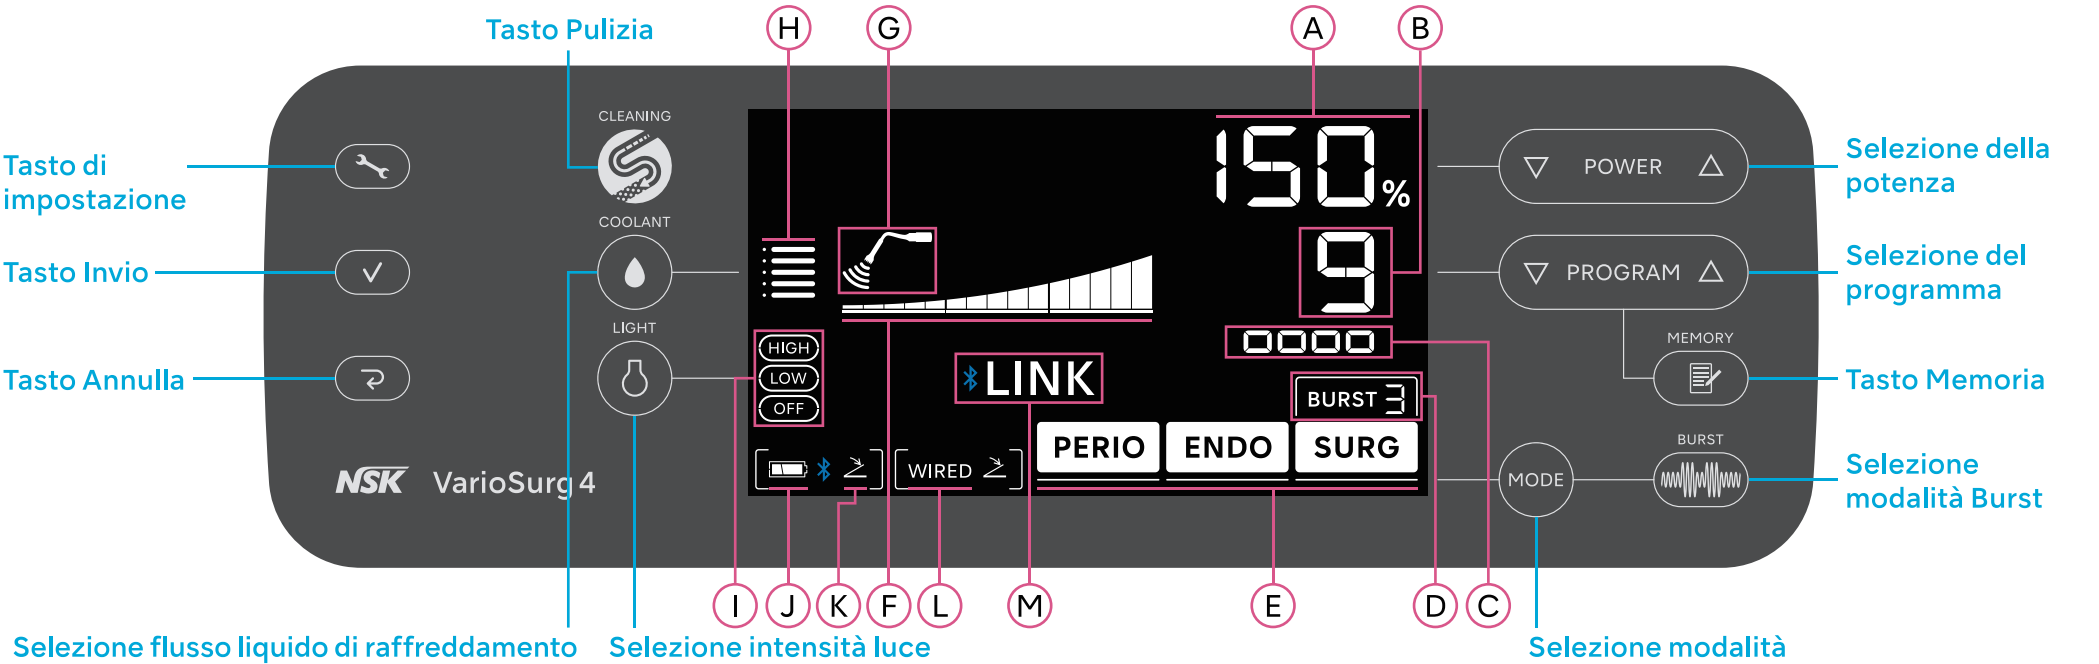 Tasto Pulizia
H
G
A
B
CLEANING
Tasto di
impostazione
150%
POWER
Selezione della
potenza
COOLANT
Tasto Invio
9
PROGRAM
Selezione del
programma
LIGHT
HIGH
LOW
OFF
0000
MEMORY
Tasto Annulla
LINK
BURST 3
Tasto Memoria
PERIO
ENDO
SURG
BURST
NSK VarioSurg 4
WIRED
MODE
Selezione
modalità Burst
I
J
K
F
L
M
E
D
C
Selezione flusso liquido di raffreddamento
Selezione intensità luce
Selezione modalità